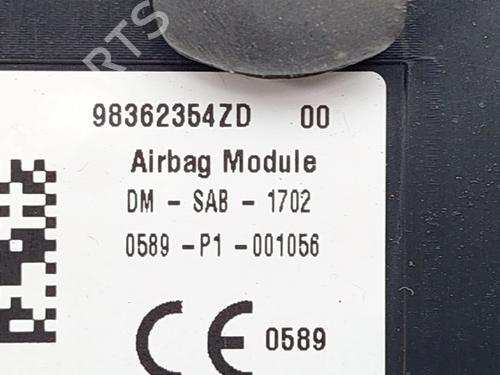 98362354ZD 00
Airbag Module
DM - SAB - 1702
0589 - P1 - 001056
CE 0589